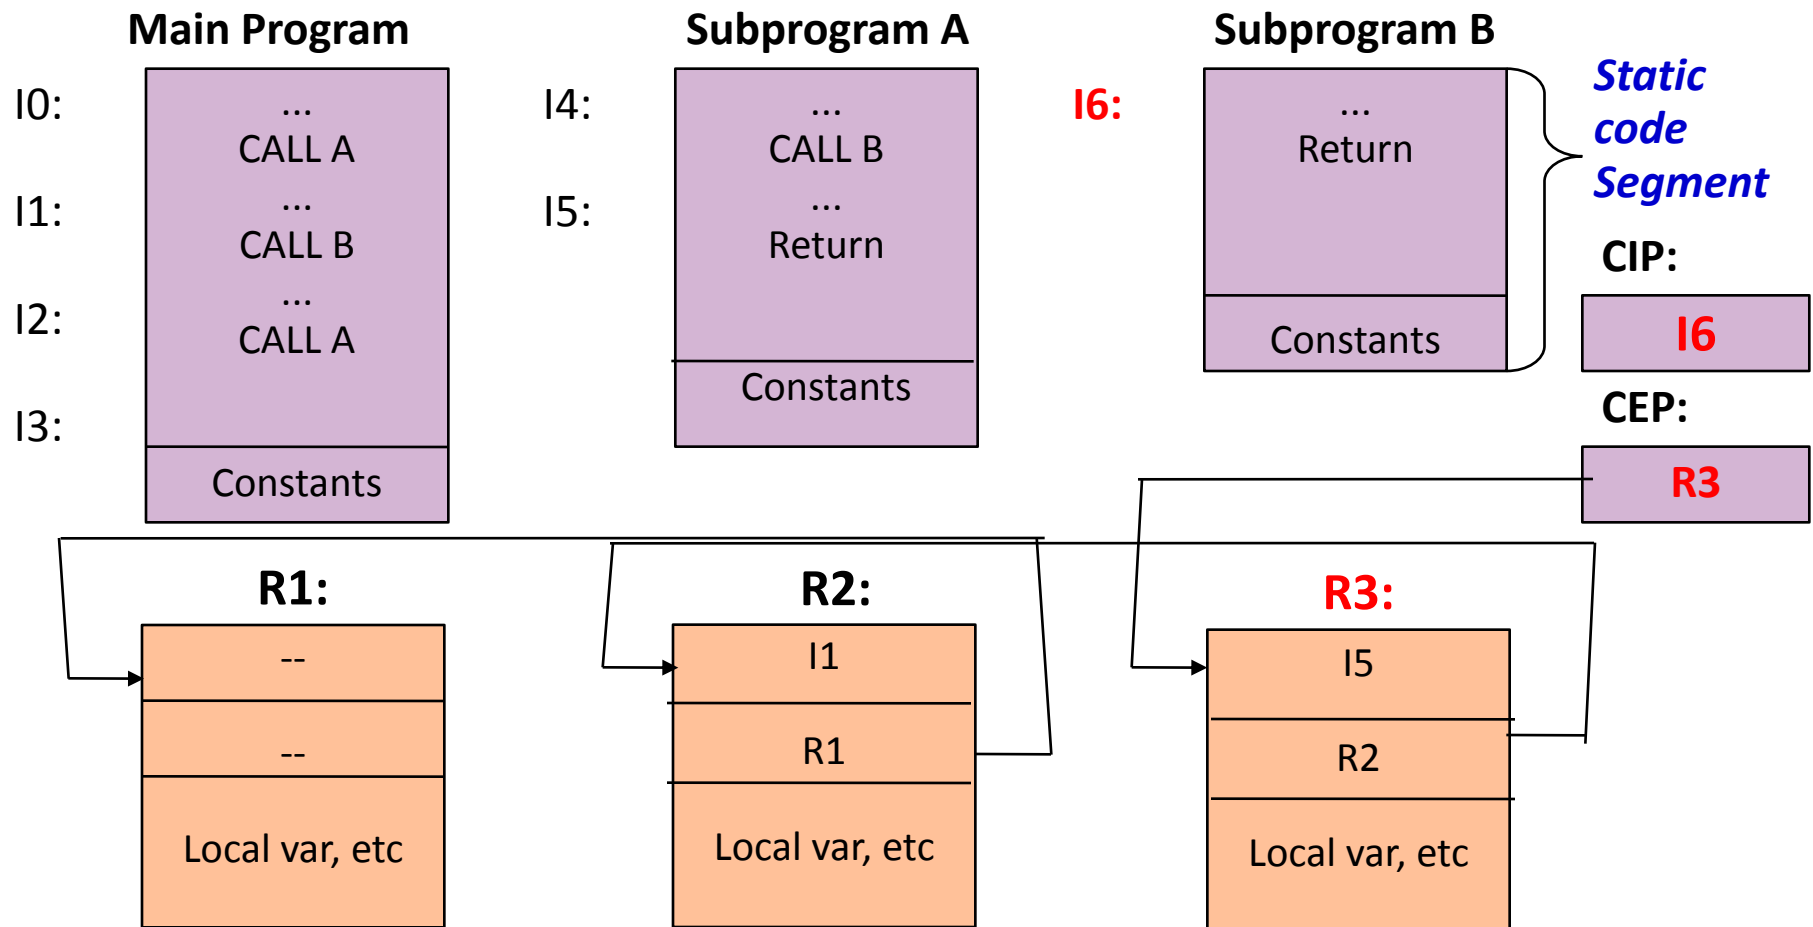 Main Program
I0:
...
CALL A
I1:
...
CALL B
I2:
...
CALL A
I3:
Constants
Subprogram A
I4:
...
CALL B
I5:
...
Return
Constants
Subprogram B
I6:
...
Return
Constants
Static
code
Segment
CIP:
I6
CEP:
R3
R1:
--
--
Local var, etc
R2:
I1
R1
Local var, etc
R3:
I5
R2
Local var, etc